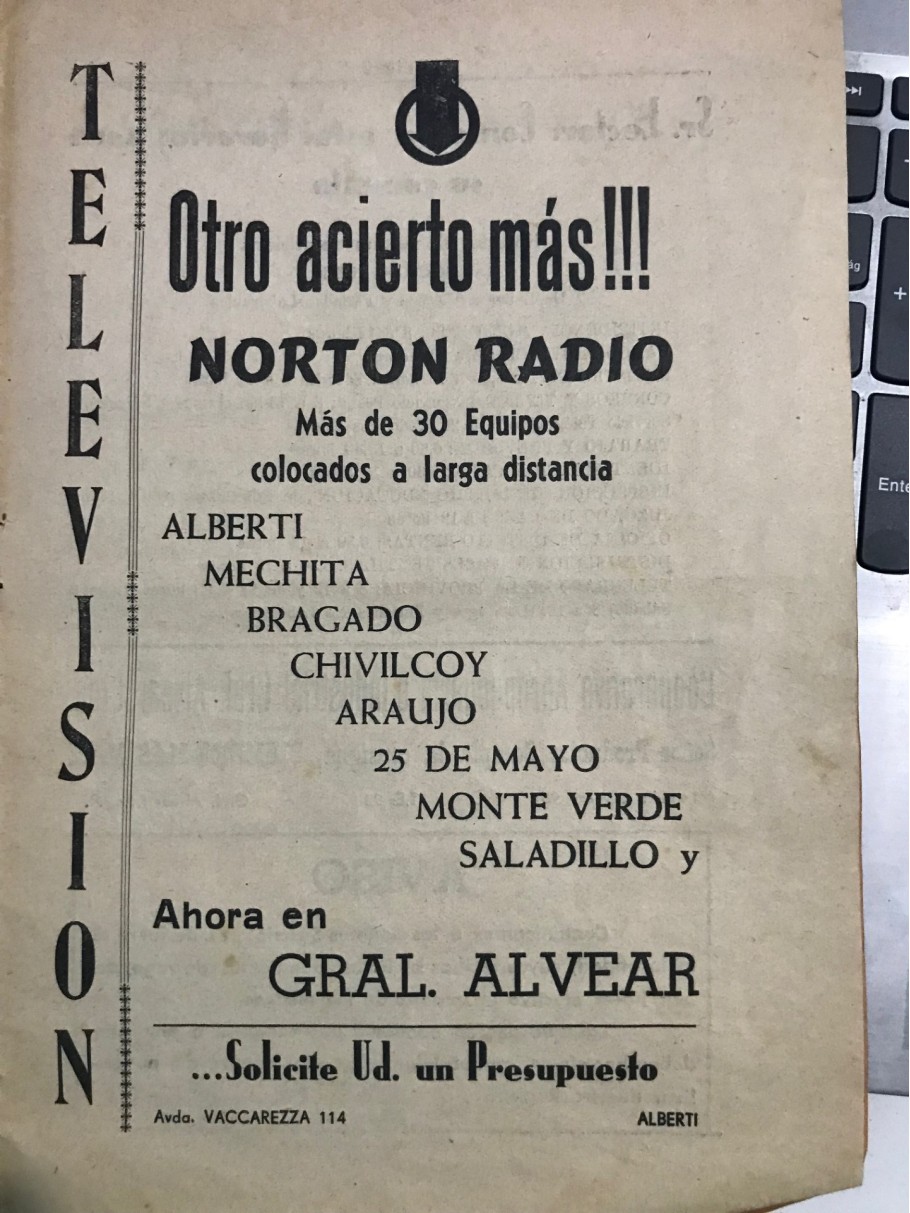 TELEVISION
Otro acierto más!!!
NORTON RADIO
Más de 30 Equipos
colocados a larga distancia
ALBERTI
MECHITA
BRAGADO
CHIVILCOY
ARAUJO
25 DE MAYO
MONTE VERDE
SALADILLO y
Ahora en
GRAL. ALVEAR
...Solicite Ud. un Presupuesto
Avda. VACCAREZZA 114 ALBERTI
+
Ente